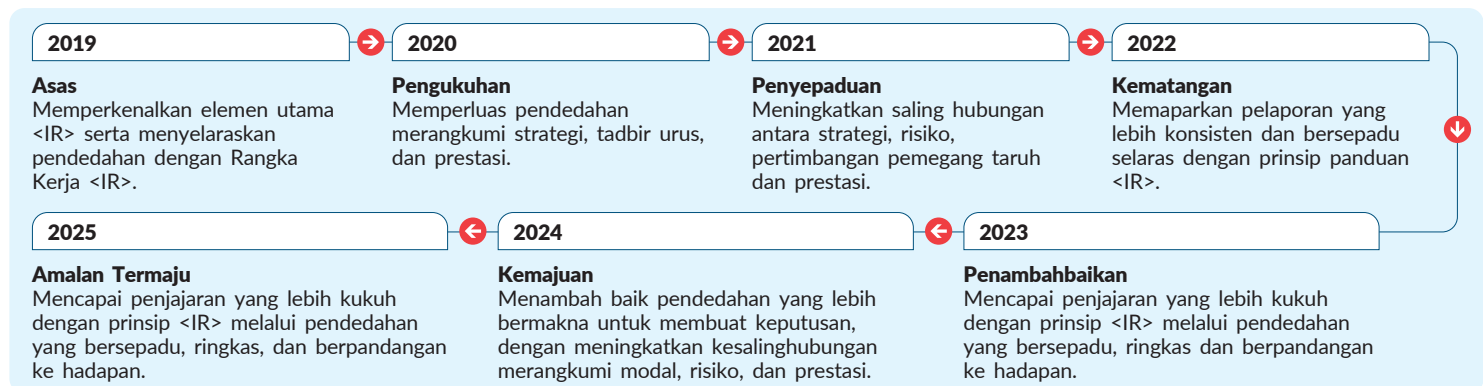 2019
Asas
Memperkenalkan elemen utama
<IR> serta menyelaraskan
pendedahan dengan Rangka
Kerja <IR>.
2020
Pengukuhan
Memperluas pendedahan
merangkumi strategi, tadbir urus,
dan prestasi.
2021
Penyepaduan
Meningkatkan saling hubungan
antara strategi, risiko,
pertimbangan pemegang taruh
dan prestasi.
2022
Kematangan
Memaparkan pelaporan yang
lebih konsisten dan bersepadu
selaras dengan prinsip panduan
<IR>.
2023
Penambahbaikan
Mencapai penjajaran yang lebih kukuh
dengan prinsip <IR> melalui pendedahan
yang bersepadu, ringkas dan berpandangan
ke hadapan.
2024
Kemajuan
Menambah baik pendedahan yang lebih
bermakna untuk membuat keputusan,
dengan meningkatkan kesalinghubungan
merangkumi modal, risiko, dan prestasi.
2025
Amalan Termaju
Mencapai penjajaran yang lebih kukuh
dengan prinsip <IR> melalui pendedahan
yang bersepadu, ringkas, dan berpandangan
ke hadapan.